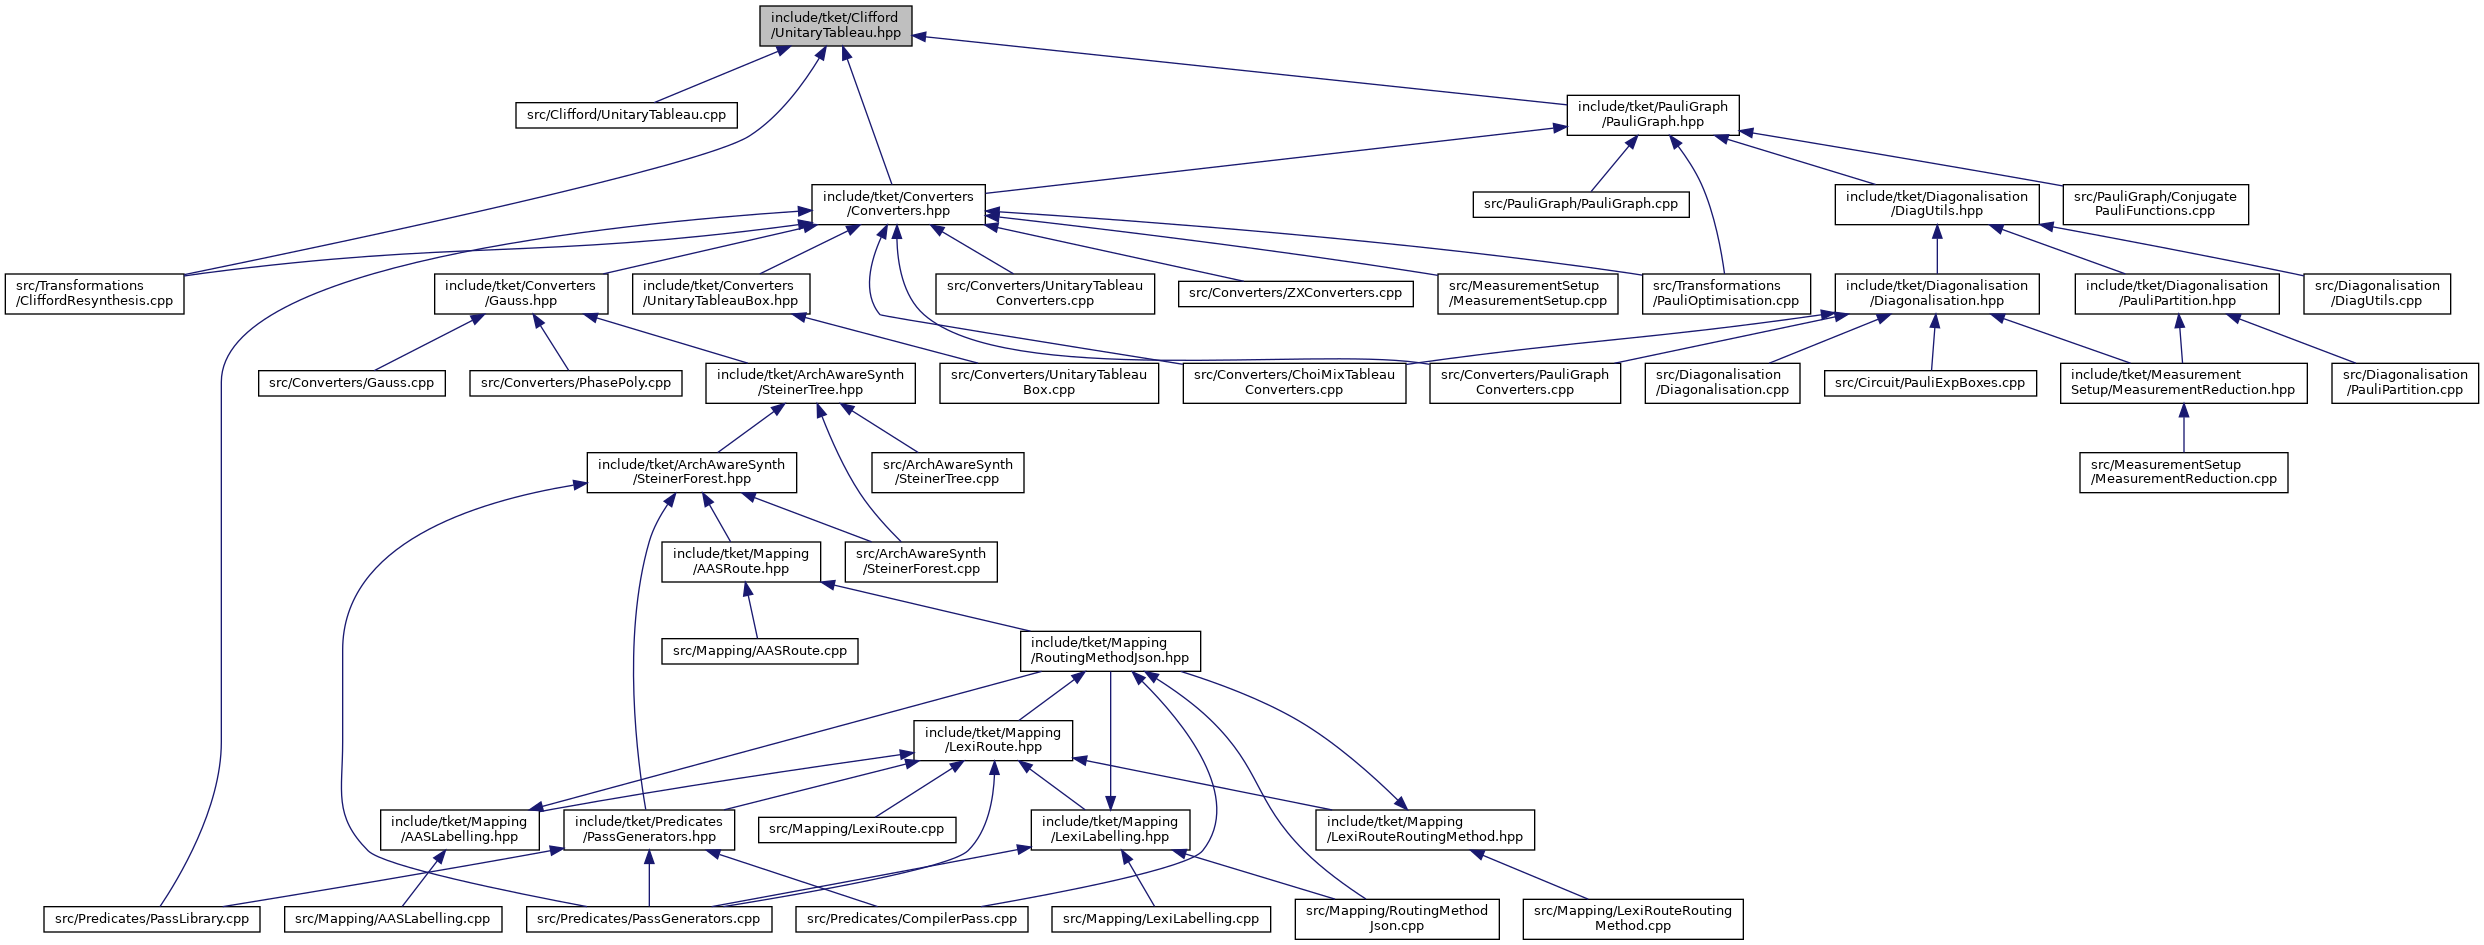 include/tket/Clifford
/UnitaryTableau.hpp
src/Clifford/UnitaryTableau.cpp
include/tket/PauliGraph
/PauliGraph.hpp
include/tket/Converters
/Converters.hpp
src/PauliGraph/PauliGraph.cpp
include/tket/Diagonalisation
/DiagUtils.hpp
src/PauliGraph/Conjugate
PauliFunctions.cpp
src/Transformations
/CliffordResynthesis.cpp
include/tket/Converters
/Gauss.hpp
include/tket/Converters
/UnitaryTableauBox.hpp
src/Converters/UnitaryTableau
Converters.cpp
src/Converters/ZXConverters.cpp
src/MeasurementSetup
/MeasurementSetup.cpp
src/Transformations
/PauliOptimisation.cpp
include/tket/Diagonalisation
/Diagonalisation.hpp
include/tket/Diagonalisation
/PauliPartition.hpp
src/Diagonalisation
/DiagUtils.cpp
src/Converters/Gauss.cpp
src/Converters/PhasePoly.cpp
include/tket/ArchAwareSynth
/SteinerTree.hpp
src/Converters/UnitaryTableau
Box.cpp
src/Converters/ChoiMixTableau
Converters.cpp
src/Converters/PauliGraph
Converters.cpp
src/Diagonalisation
/Diagonalisation.cpp
src/Circuit/PauliExpBoxes.cpp
include/tket/Measurement
Setup/MeasurementReduction.hpp
src/Diagonalisation
/PauliPartition.cpp
include/tket/ArchAwareSynth
/SteinerForest.hpp
src/ArchAwareSynth
/SteinerTree.cpp
src/MeasurementSetup
/MeasurementReduction.cpp
include/tket/Mapping
/AASRoute.hpp
src/ArchAwareSynth
/SteinerForest.cpp
src/Mapping/AASRoute.cpp
include/tket/Mapping
/RoutingMethodJson.hpp
include/tket/Mapping
/LexiRoute.hpp
include/tket/Mapping
/AASLabelling.hpp
include/tket/Predicates
/PassGenerators.hpp
src/Mapping/LexiRoute.cpp
include/tket/Mapping
/LexiLabelling.hpp
include/tket/Mapping
/LexiRouteRoutingMethod.hpp
src/Predicates/PassLibrary.cpp
src/Mapping/AASLabelling.cpp
src/Predicates/PassGenerators.cpp
src/Predicates/CompilerPass.cpp
src/Mapping/LexiLabelling.cpp
src/Mapping/RoutingMethod
Json.cpp
src/Mapping/LexiRouteRouting
Method.cpp